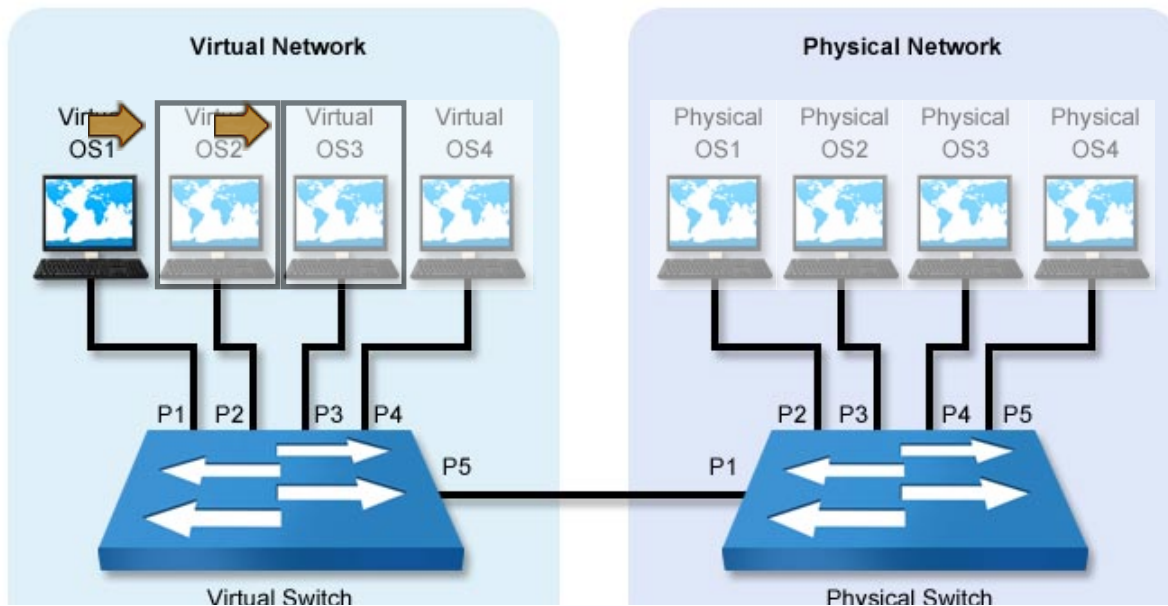 Virtual Network
Physical Network
Virtual
OS1
Virtual
OS2
Virtual
OS3
Virtual
OS4
Physical
OS1
Physical
OS2
Physical
OS3
Physical
OS4
P1 P2 P3 P4
P5
P2 P3 P4 P5
P1
Virtual Switch
Physical Switch